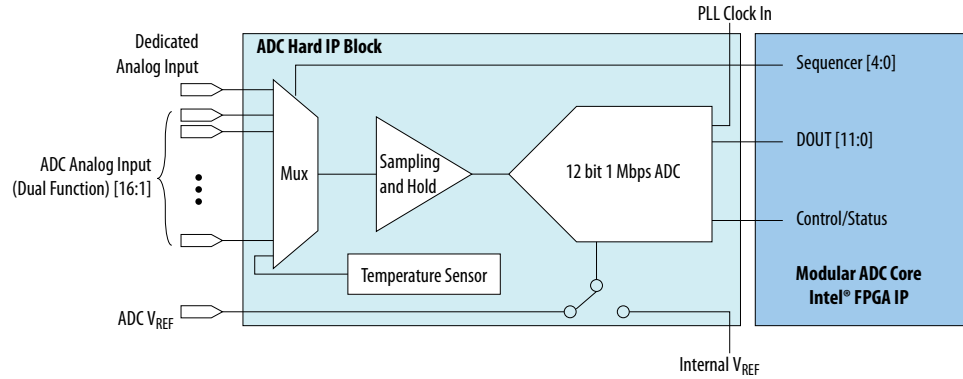 PLL Clock In
Dedicated
Analog Input
ADC Hard IP Block
Sequencer [4:0]
ADC Analog Input
(Dual Function) [16:1]
Mux
Sampling
and Hold
12 bit 1 Mbps ADC
DOUT [11:0]
Control/Status
Temperature Sensor
Modular ADC Core
Intel® FPGA IP
ADC VREF
Internal VREF